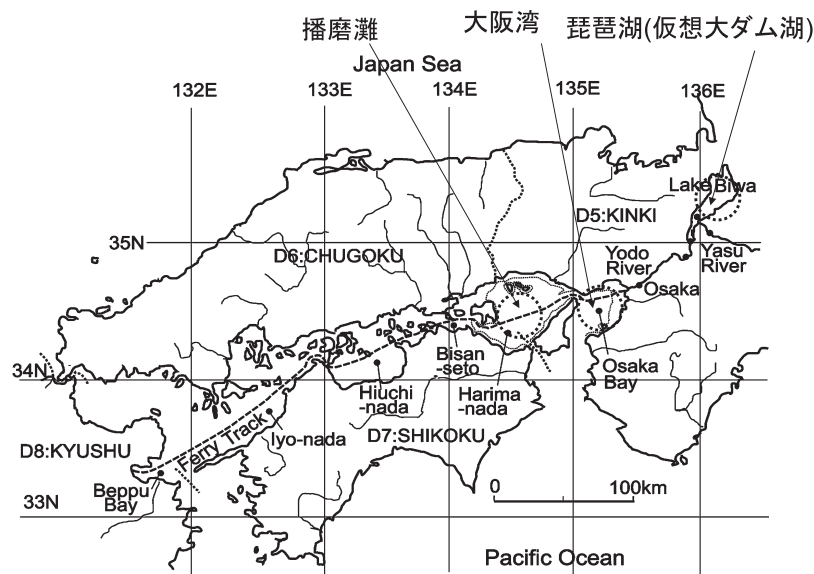 播磨灘
大阪湾
琵琶湖(仮想大ダム湖)
Japan Sea
132E
133E
134E
135E
136E
Lake Biwa
D5:KINKI
35N
D6:CHUGOKU
Yodo
River
Yasu
River
Osaka
Bisan
-seto
Osaka
Bay
34N
Hiuchi
-nada
Harima
-nada
Ferry Track
Iyo-nada
D7:SHIKOKU
D8:KYUSHU
Beppu
Bay
0
100km
33N
Pacific Ocean